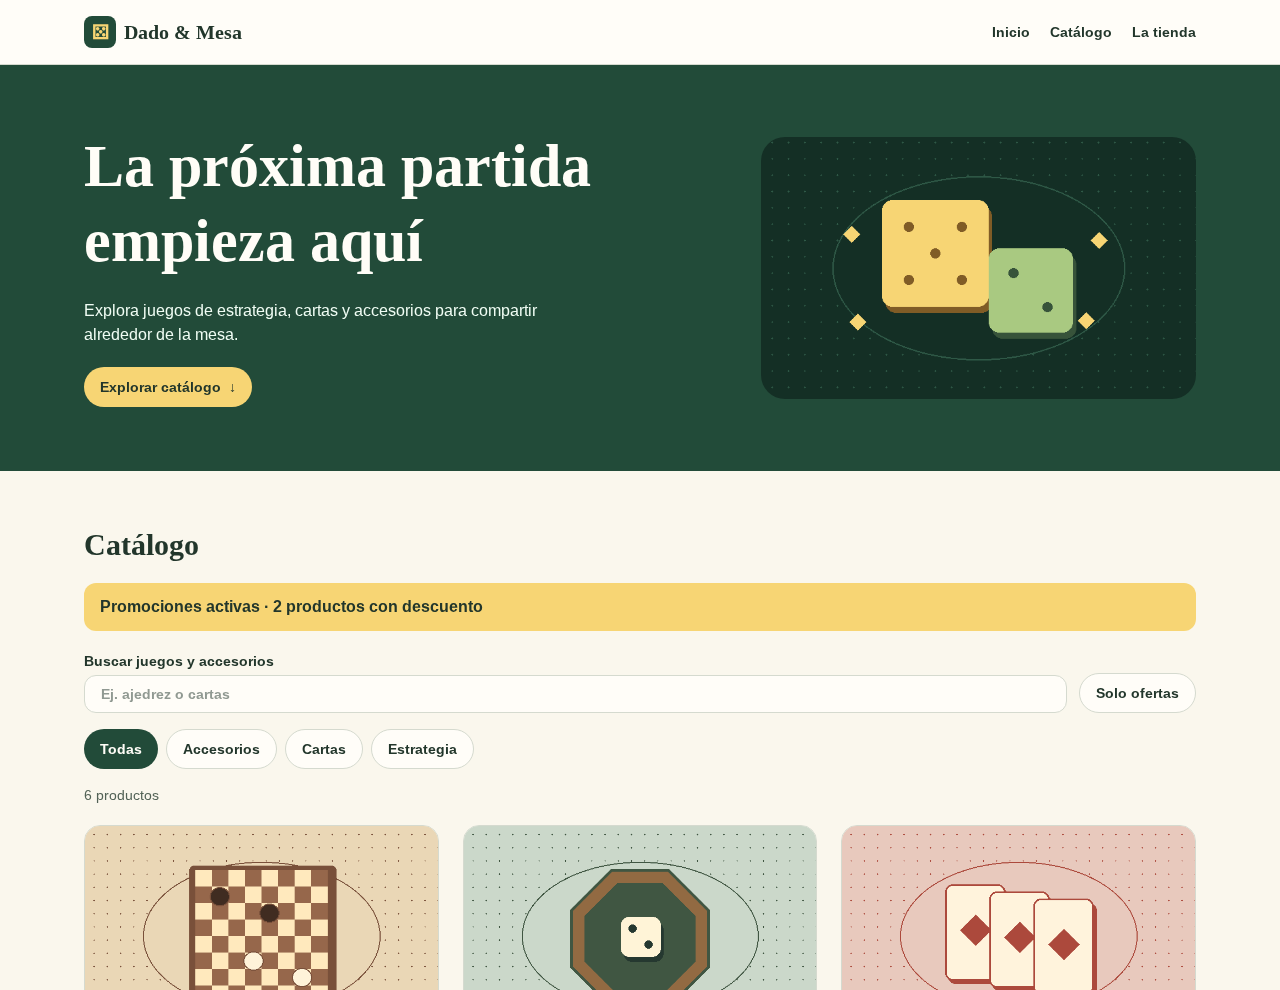 Dado & Mesa
Inicio
Catálogo
La tienda
La próxima partida
empieza aquí
Explora juegos de estrategia, cartas y accesorios para compartir
alrededor de la mesa.
Explorar catálogo ↓
Catálogo
Promociones activas · 2 productos con descuento
Buscar juegos y accesorios
Ej. ajedrez o cartas
Solo ofertas
Todas
Accesorios
Cartas
Estrategia
6 productos